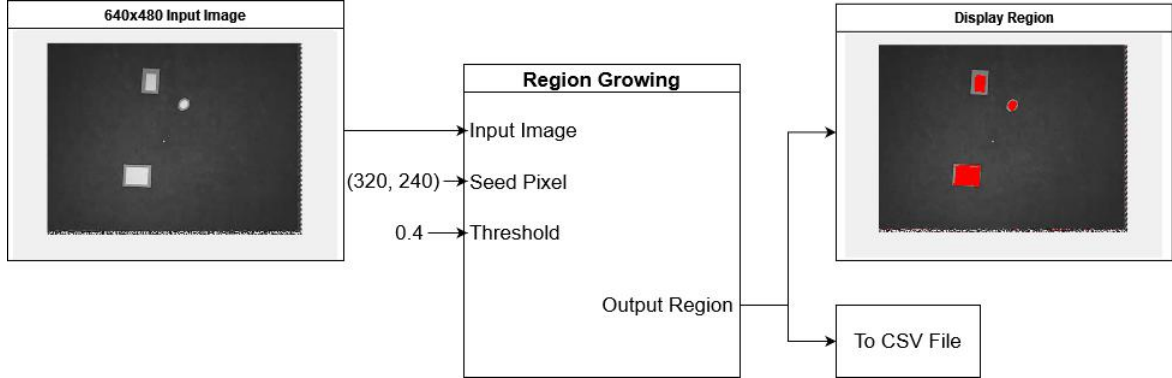 640x480 Input Image
Region Growing
Input Image
(320, 240)
Seed Pixel
0.4
Threshold
Output Region
Display Region
To CSV File